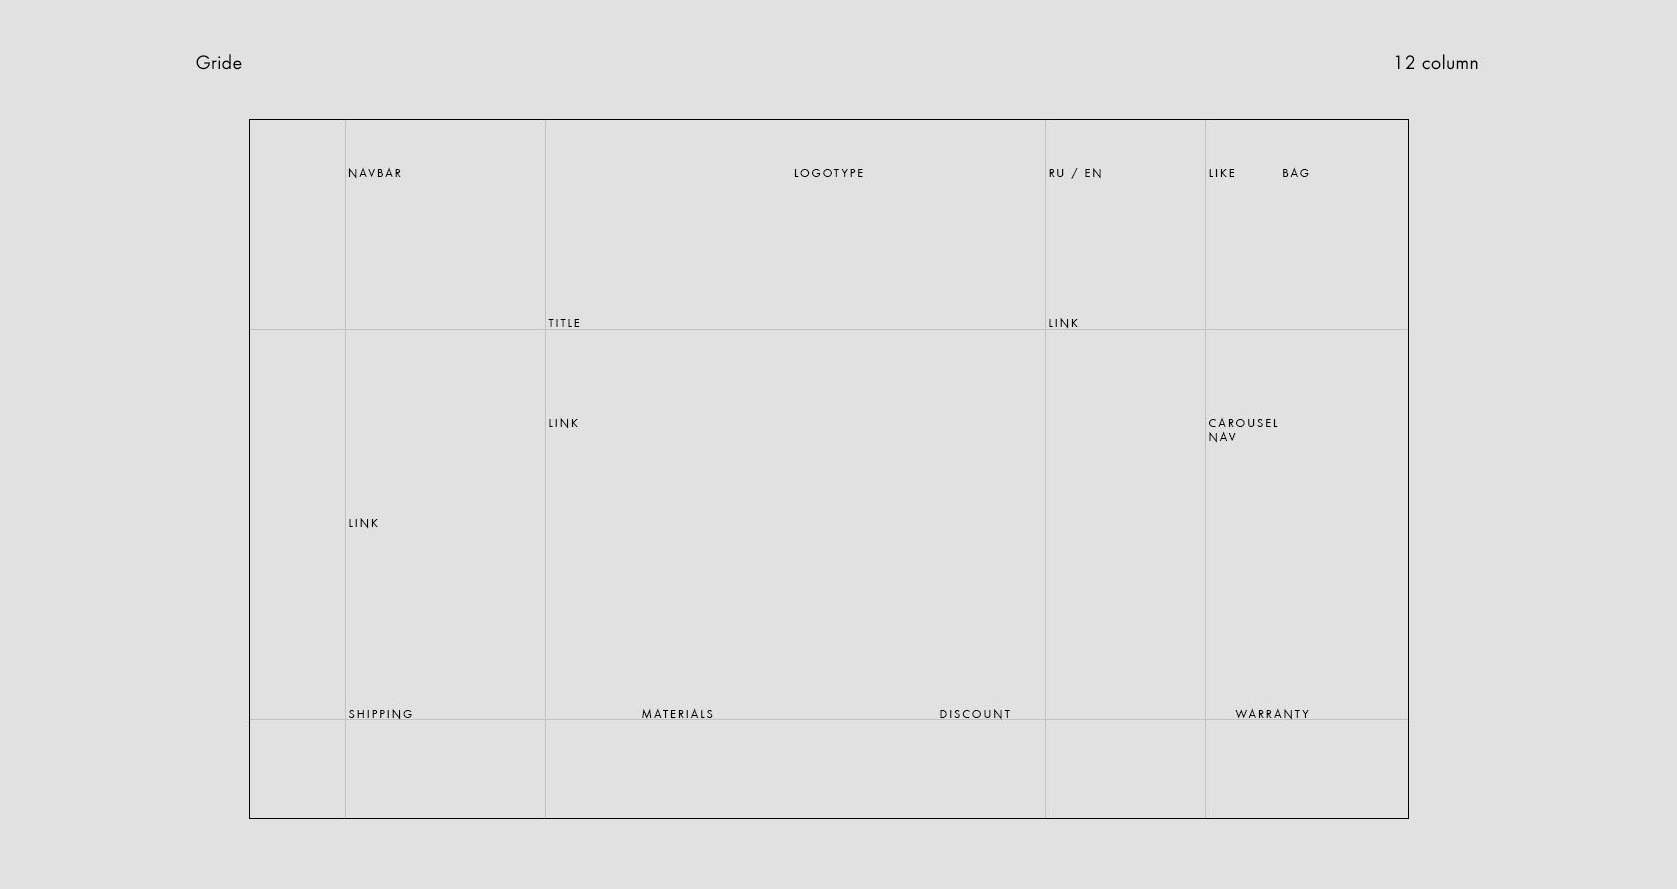 Gride
12 column
NAVBAR
LOGOTYPE
RU / EN
LIKE
BAG
TITLE
LINK
LINK
CAROUSEL
NAV
LINK
SHIPPING
MATERIALS
DISCOUNT
WARRANTY